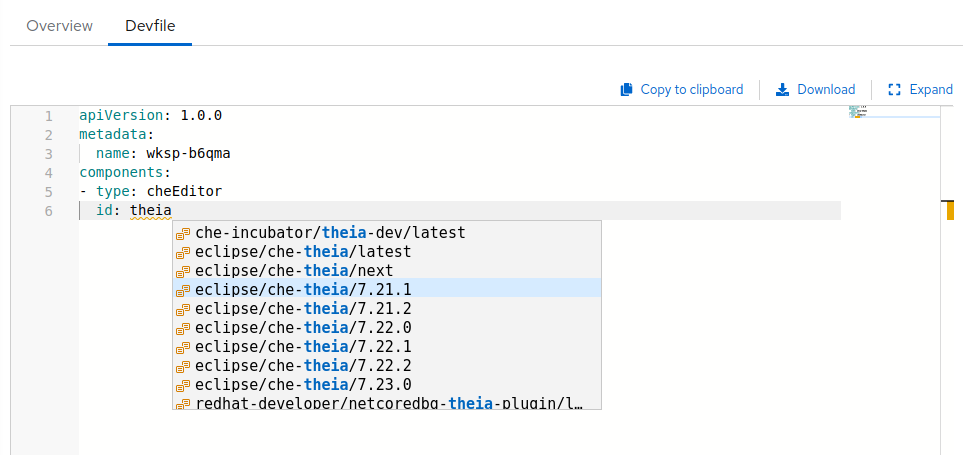 Overview Devfile
Copy to clipboard Download Expand
1 apiVersion: 1.0.0
2 metadata:
3 name: wksp-b6qma
4 components:
5 - type: cheEditor
6 id: theia
che-incubator/theia-dev/latest
eclipse/che-theia/latest
eclipse/che-theia/next
eclipse/che-theia/7.21.1
eclipse/che-theia/7.21.2
eclipse/che-theia/7.22.0
eclipse/che-theia/7.22.1
eclipse/che-theia/7.22.2
eclipse/che-theia/7.23.0
redhat-developer/netcoredbg-theia-plugin/l…